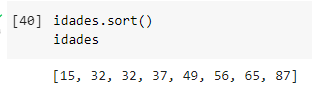 [40] idades.sort()
idades
[15, 32, 32, 37, 49, 56, 65, 87]